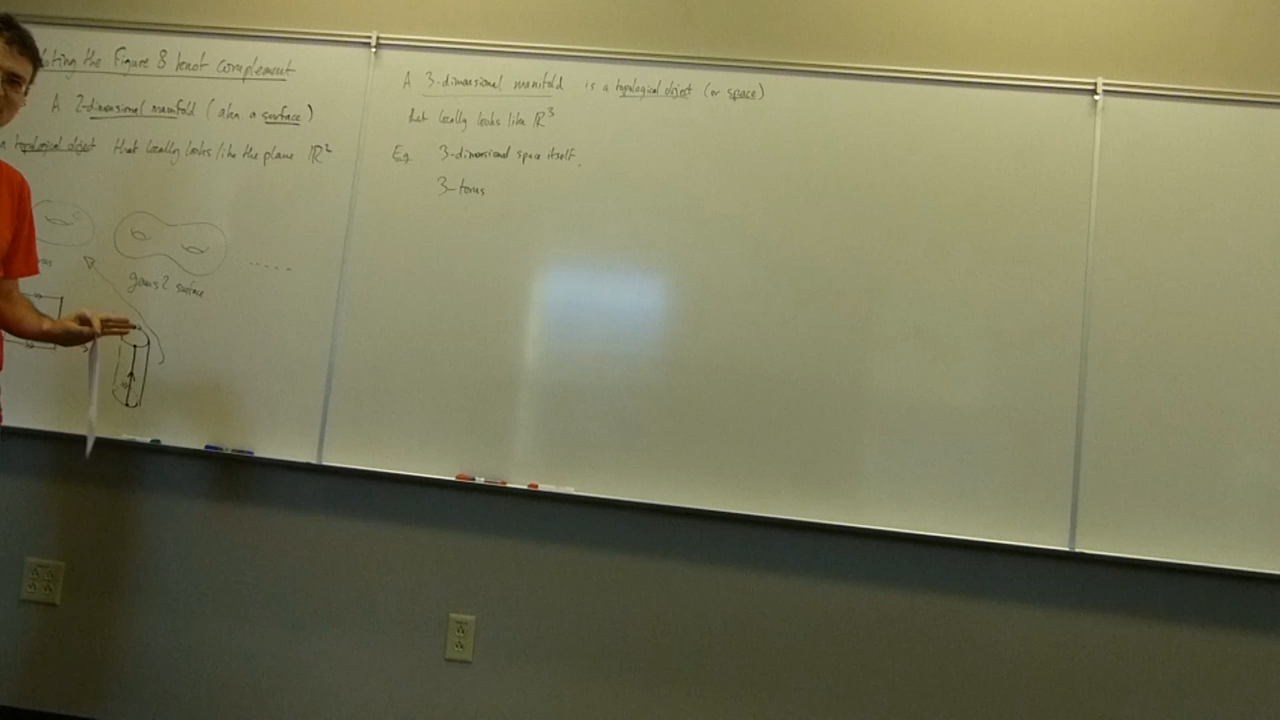 the Figure 8 knot complement
A 2-dimensional manifold (aka a surface)
topological object that locally looks like the plane ℝ²
genus 2 surface
A 3-dimensional manifold is a topological object (or space)
that locally looks like ℝ³
Eg. 3-dimensional space itself.
3-torus